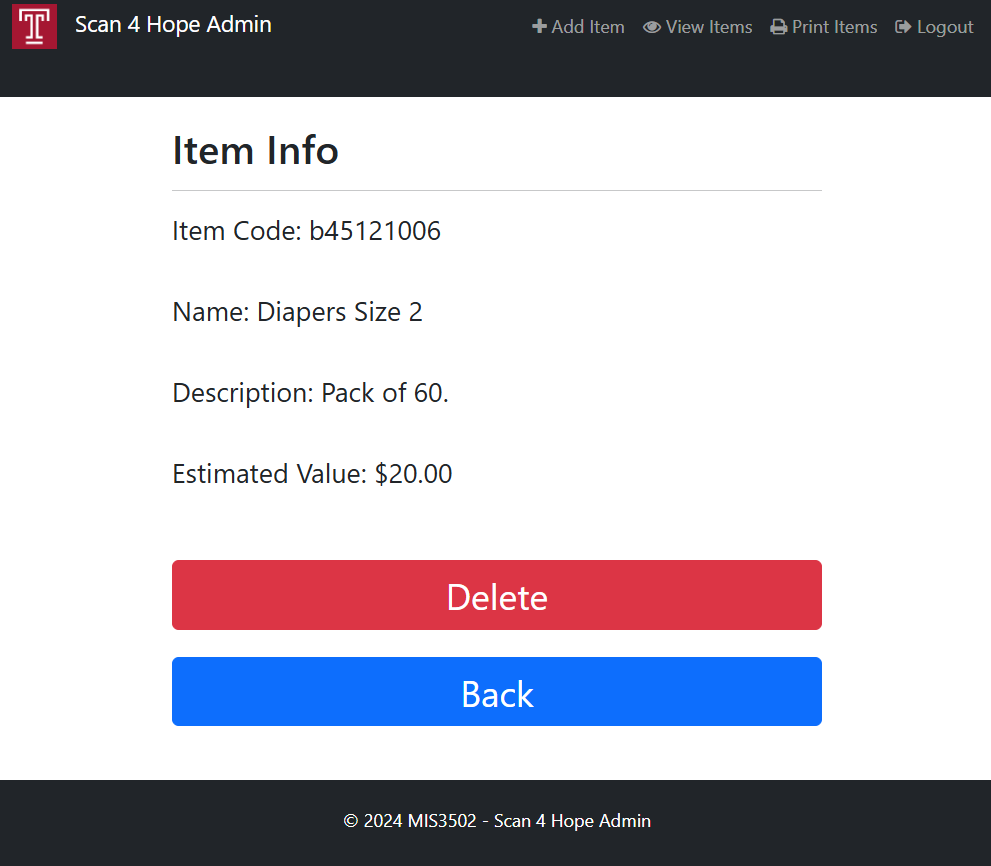 T
Scan 4 Hope Admin
Add Item
View Items
Print Items
Logout
Item Info
Item Code: b45121006
Name: Diapers Size 2
Description: Pack of 60.
Estimated Value: $20.00
Delete
Back
© 2024 MIS3502 - Scan 4 Hope Admin